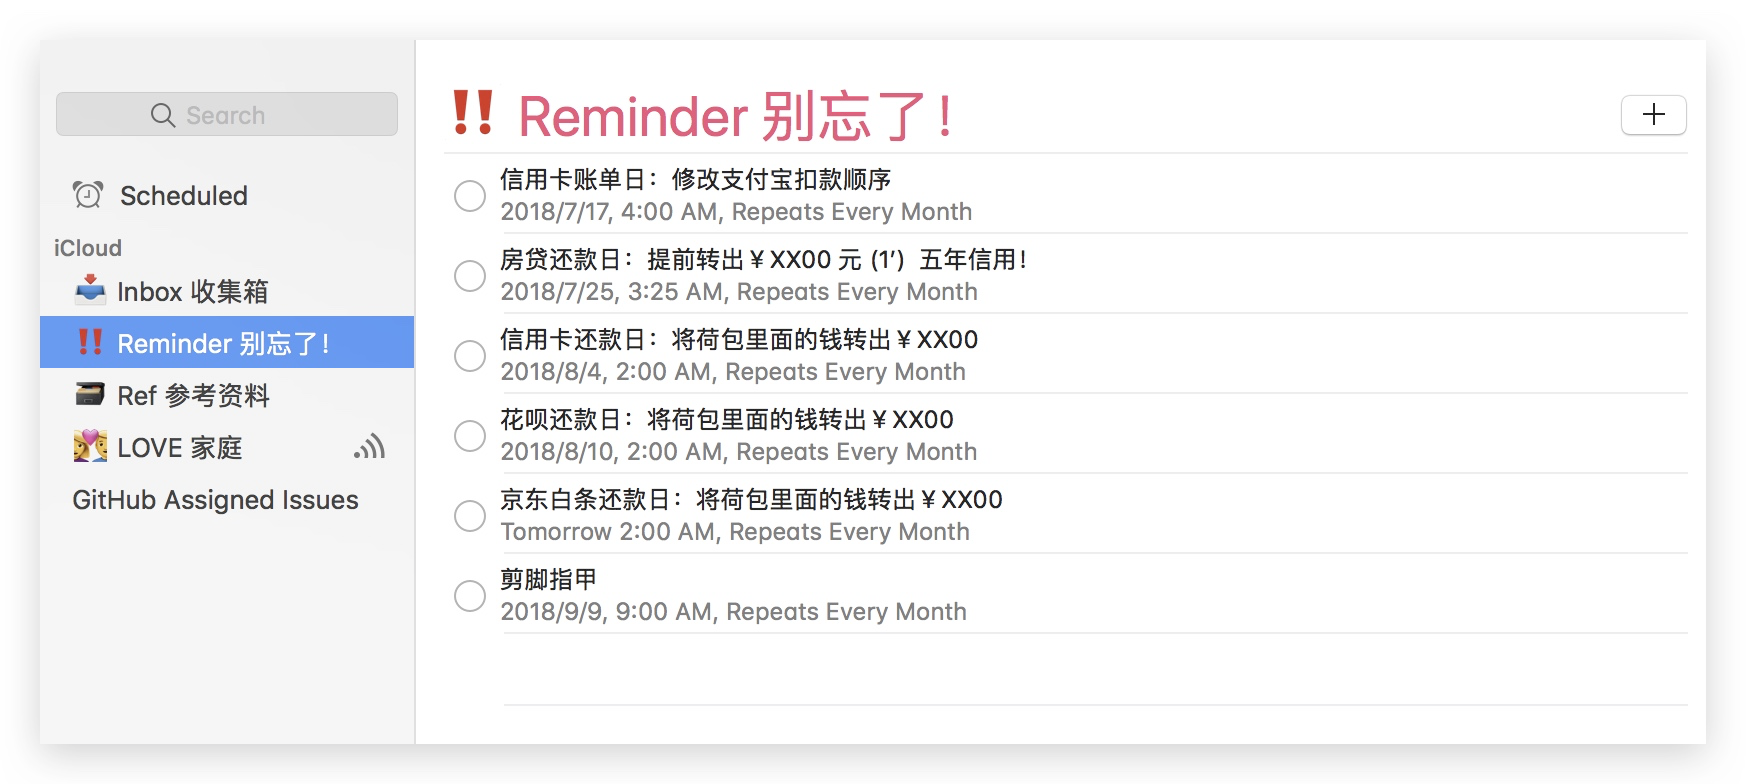 Search
Scheduled
iCloud
Inbox 收集箱
‼️ Reminder 别忘了！
Ref 参考资料
LOVE 家庭
GitHub Assigned Issues
‼️ Reminder 别忘了！
信用卡账单日：修改支付宝扣款顺序
2018/7/17, 4:00 AM, Repeats Every Month
房贷还款日：提前转出￥XX00 元 (1’）五年信用！
2018/7/25, 3:25 AM, Repeats Every Month
信用卡还款日：将荷包里面的钱转出￥XX00
2018/8/4, 2:00 AM, Repeats Every Month
花呗还款日：将荷包里面的钱转出￥XX00
2018/8/10, 2:00 AM, Repeats Every Month
京东白条还款日：将荷包里面的钱转出￥XX00
Tomorrow 2:00 AM, Repeats Every Month
剪脚指甲
2018/9/9, 9:00 AM, Repeats Every Month